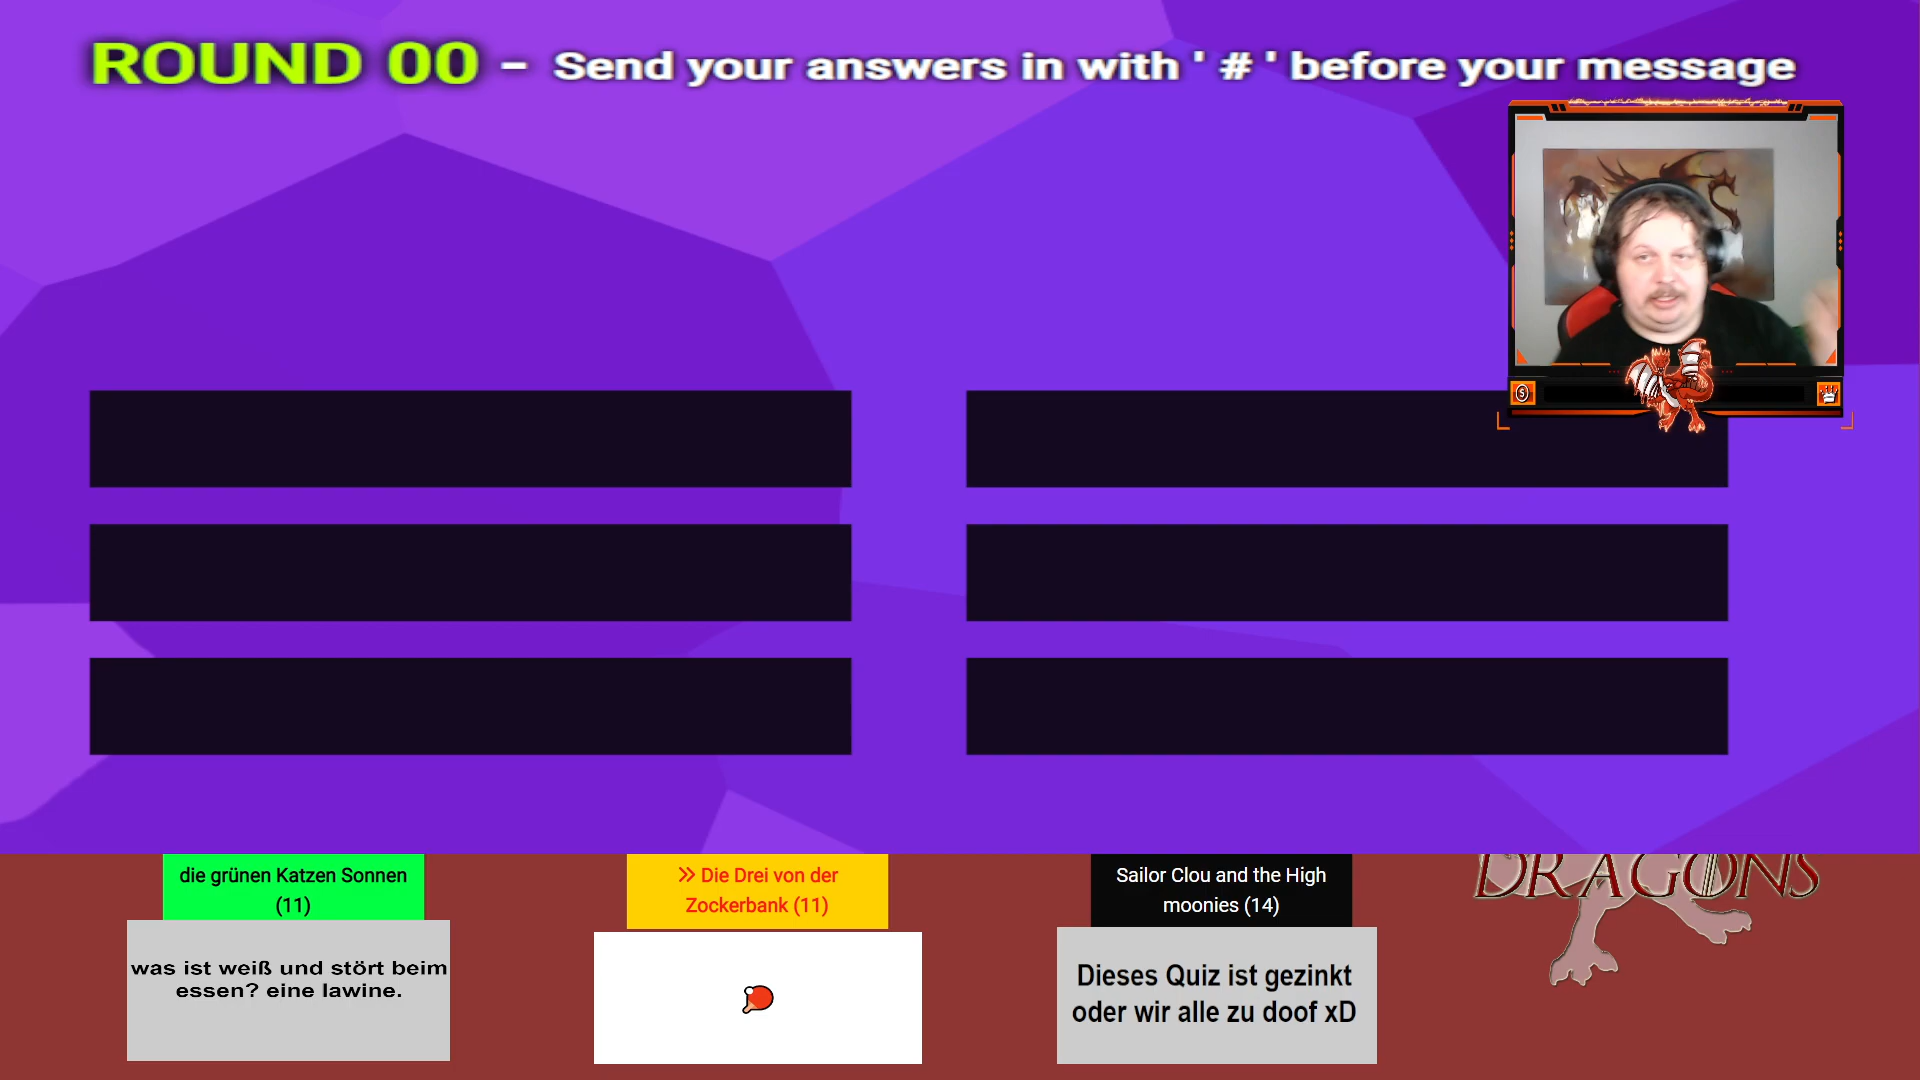 ROUND 00 - Send your answers in with ' # ' before your message
S
die grünen Katzen Sonnen
(11)
was ist weiß und stört beim
essen? eine lawine.
Die Drei von der
Zockerbank (11)
Sailor Clou and the High
moonies (14)
Dieses Quiz ist gezinkt
oder wir alle zu doof xD
DRAGONS